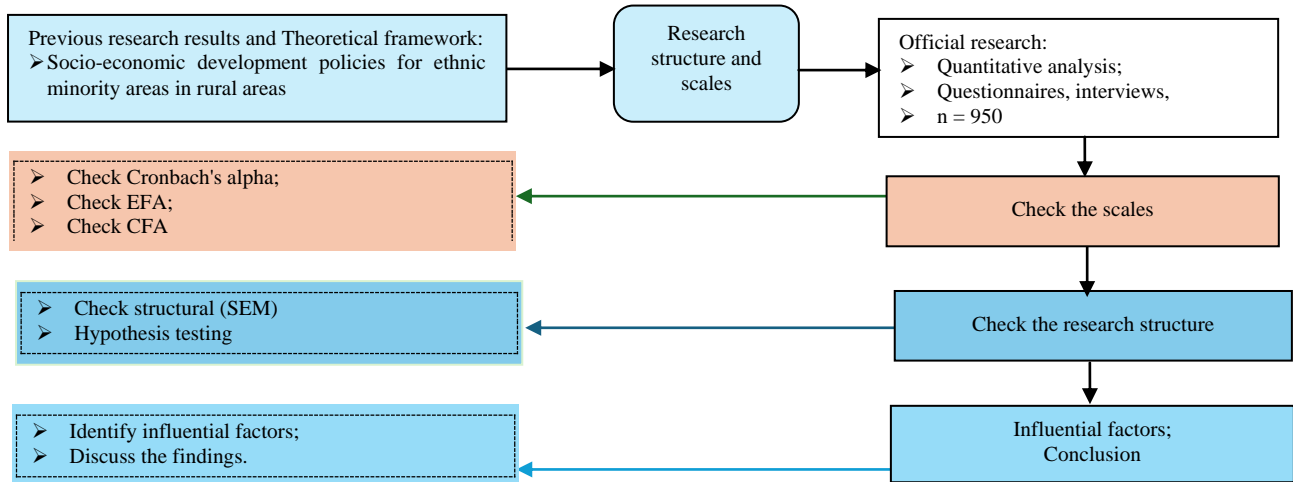 Previous research results and Theoretical framework:
➢ Socio-economic development policies for ethnic
minority areas in rural areas
Research
structure and
scales
Official research:
➢ Quantitative analysis;
➢ Questionnaires, interviews,
➢ n = 950
➢ Check Cronbach's alpha;
➢ Check EFA;
➢ Check CFA
Check the scales
➢ Check structural (SEM)
➢ Hypothesis testing
Check the research structure
➢ Identify influential factors;
➢ Discuss the findings.
Influential factors;
Conclusion